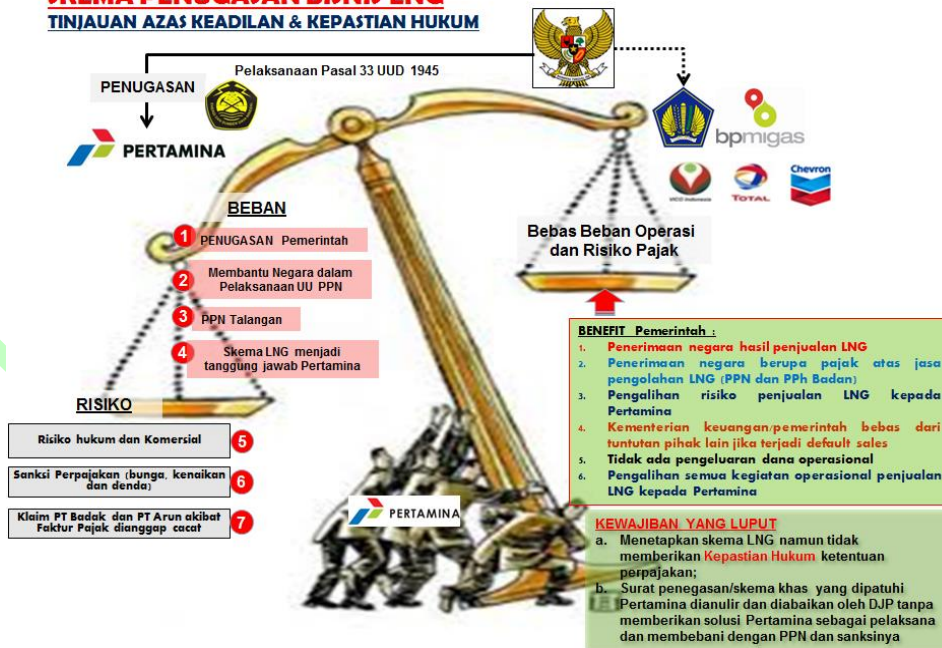 SKEMA PENUGASAN BISNIS LNG
TINJAUAN AZAS KEADILAN & KEPASTIAN HUKUM
Pelaksanaan Pasal 33 UUD 1945
PENUGASAN
PERTAMINA
bpmigas
VICO Indonesia
TOTAL
Chevron
BEBAN
1 PENUGASAN Pemerintah
2 Membantu Negara dalam
Pelaksanaan UU PPN
3 PPN Talangan
4 Skema LNG menjadi
tanggung jawab Pertamina
Bebas Beban Operasi
dan Risiko Pajak
RISIKO
Risiko hukum dan Komersial 5
Sanksi Perpajakan (bunga, kenaikan
dan denda) 6
Klaim PT Badak dan PT Arun akibat
Faktur Pajak dianggap cacat 7
PERTAMINA
BENEFIT Pemerintah :
1. Penerimaan negara hasil penjualan LNG
2. Penerimaan negara berupa pajak atas jasa
pengolahan LNG (PPN dan PPh Badan)
3. Pengalihan risiko penjualan LNG kepada
Pertamina
4. Kementerian keuangan/pemerintah bebas dari
tuntutan pihak lain jika terjadi default sales
5. Tidak ada pengeluaran dana operasional
6. Pengalihan semua kegiatan operasional penjualan
LNG kepada Pertamina
KEWAJIBAN YANG LUPUT
a. Menetapkan skema LNG namun tidak
memberikan Kepastian Hukum ketentuan
perpajakan;
b. Surat penegasan/skema khas yang dipatuhi
Pertamina dianulir dan diabaikan oleh DJP tanpa
memberikan solusi Pertamina sebagai pelaksana
dan membebani dengan PPN dan sanksinya